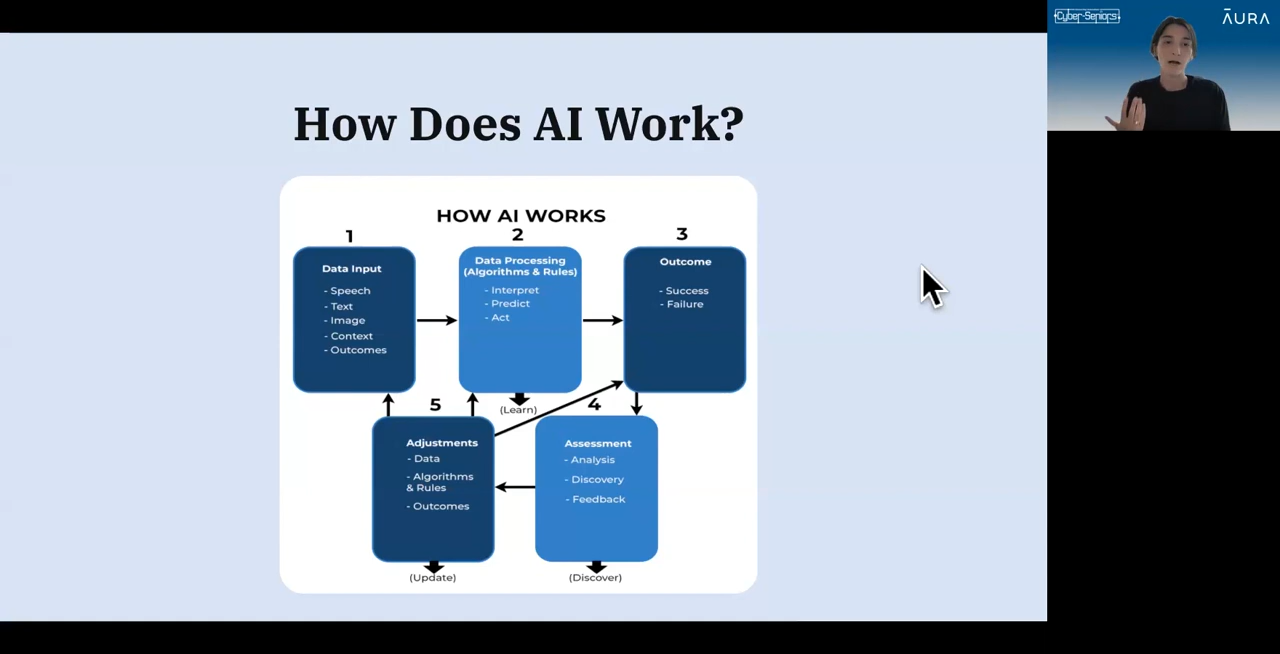 How Does AI Work?
HOW AI WORKS
1
2
3
Data Input
- Speech
- Text
- Image
- Context
- Outcomes
Data Processing
(Algorithms & Rules)
- Interpret
- Predict
- Act
(Learn)
Outcome
- Success
- Failure
4
Assessment
- Analysis
- Discovery
- Feedback
(Discover)
5
Adjustments
- Data
- Algorithms
& Rules
- Outcomes
(Update)
Cyber-Seniors
ĀURA